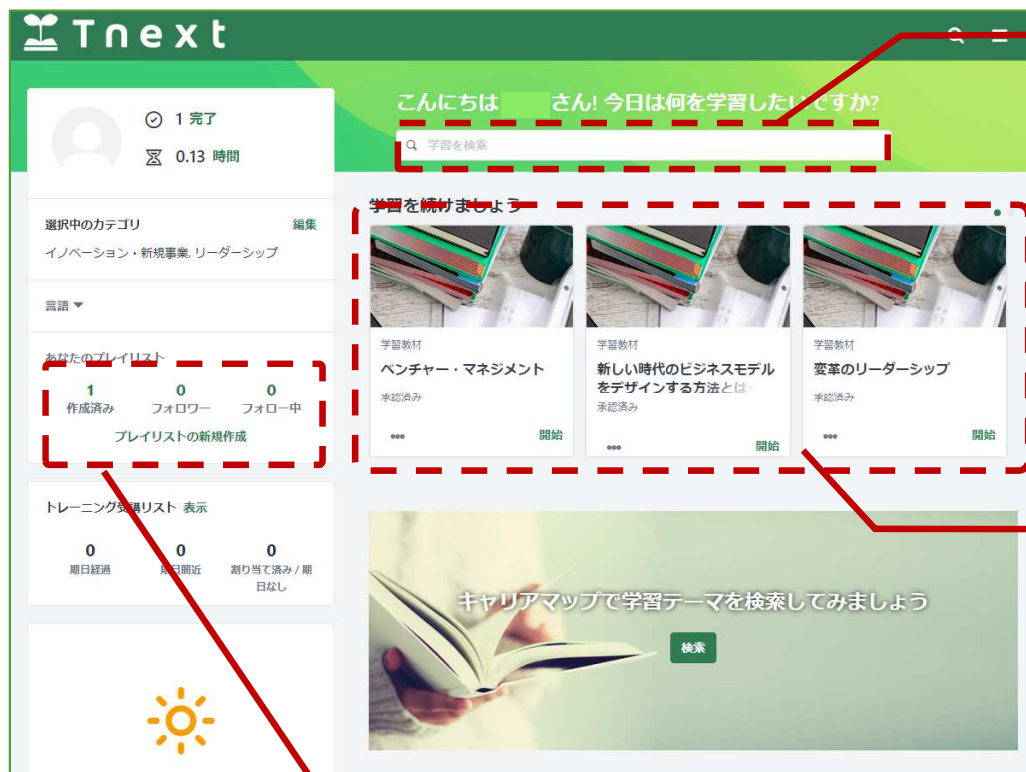 Tnext
こんにちは さん! 今日は何を学習したいですか?
学習を検索
1 完了
0.13 時間
選択中のカテゴリ 編集
イノベーション・新規事業, リーダーシップ
言語
あなたのプレイリスト
1 0 0
作成済み フォロワー フォロー中
プレイリストの新規作成
トレーニング受講リスト 表示
0 0 0
期日経過 期日間近 割り当て済み / 期
日なし
学習を続けましょう
学習教材
ベンチャー・マネジメント
承認済み
開始
学習教材
新しい時代のビジネスモデル
をデザインする方法とは
承認済み
開始
学習教材
変革のリーダーシップ
承認済み
開始
キャリアマップで学習テーマを検索してみましょう
検索